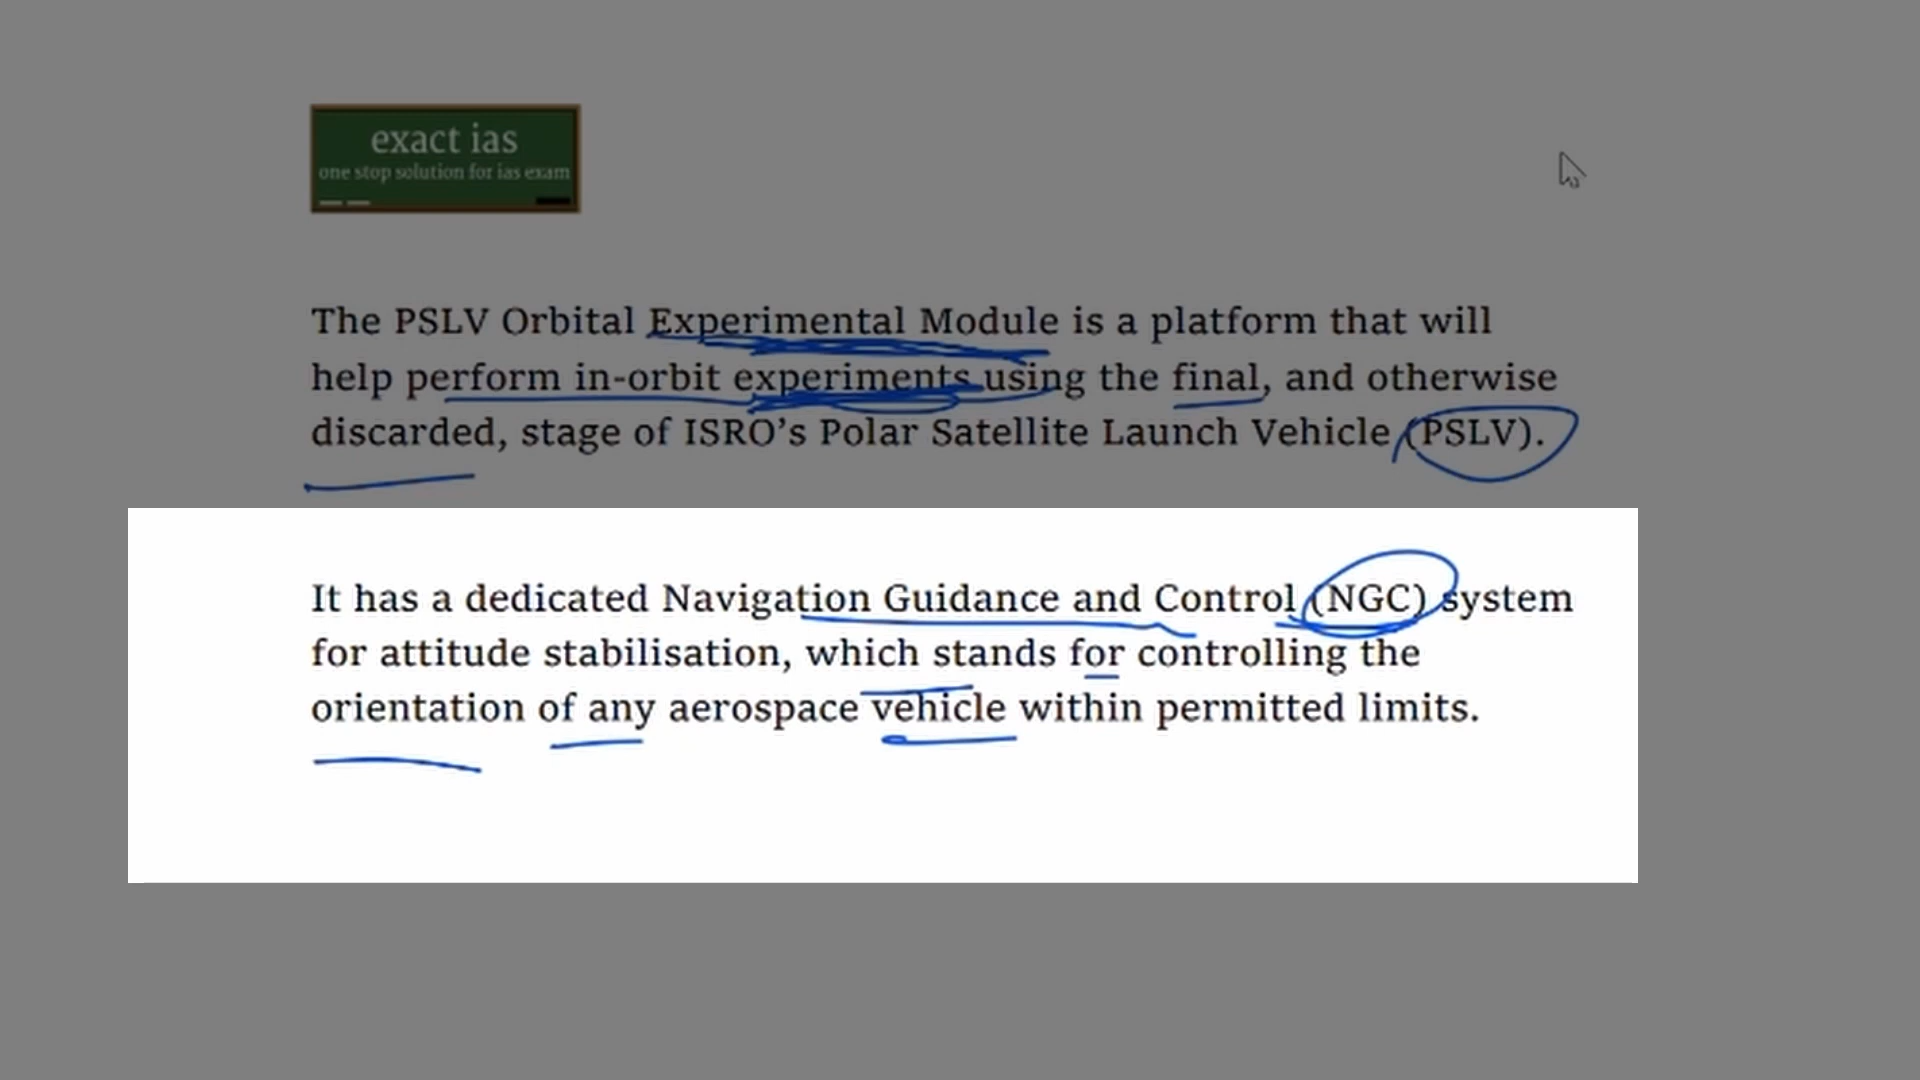 exact ias
one stop solution for ias exam
The PSLV Orbital Experimental Module is a platform that will
help perform in-orbit experiments using the final, and otherwise
discarded, stage of ISRO’s Polar Satellite Launch Vehicle (PSLV).
It has a dedicated Navigation Guidance and Control (NGC) system
for attitude stabilisation, which stands for controlling the
orientation of any aerospace vehicle within permitted limits.